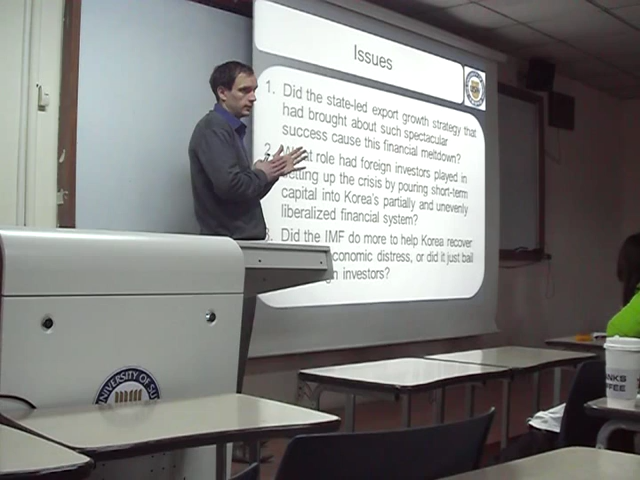 Issues
1. Did the state-led export growth strategy that
had brought about such spectacular
success cause this financial meltdown?
2. What role had foreign investors played in
setting up the crisis by pouring short-term
capital into Korea's partially and unevenly
liberalized financial system?
3. Did the IMF do more to help Korea recover
economic distress, or did it just bail
investors?
UNIVERSITY OF